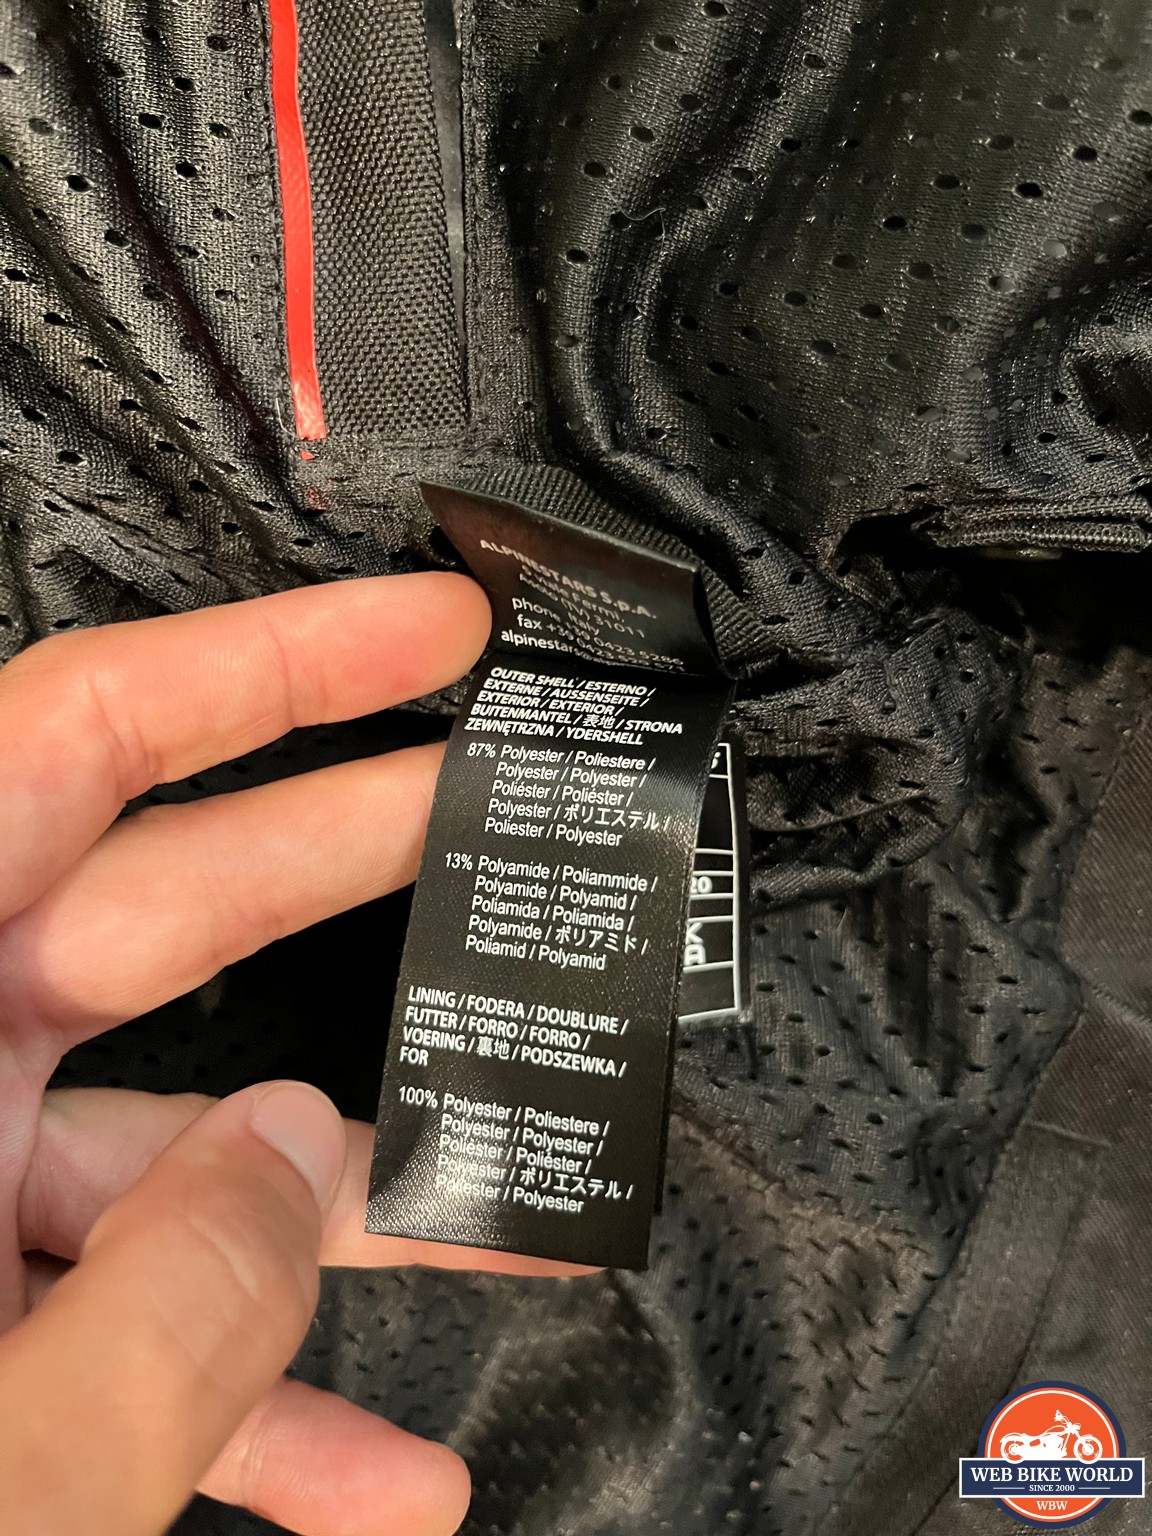 ALPINESTARS S.p.A.
31011
phone
fax
OUTER SHELL / ESTERNO /
EXTERNE / AUSSENSEITE /
EXTERIOR / EXTERIOR /
BUITENMANTEL / 表地 / STRONA
ZEWNĘTRZNA / YDERSHELL
87% Polyester / Poliestere /
Polyester / Polyester /
Poliéster / Poliéster /
Polyester / ポリエステル /
Poliester / Polyester
13% Polyamide / Poliammide /
Polyamide / Polyamid /
Poliamida / Poliamida /
Polyamide / ポリアミド /
Poliamid / Polyamid
LINING / FODERA / DOUBLURE /
FUTTER / FORRO / FORRO /
VOERING / 裏地 / PODSZEWKA /
FOR
100% Polyester / Poliestere /
Polyester / Polyester /
Poliéster / Poliéster /
Polyester / ポリエステル /
Poliester / Polyester
WEB BIKE WORLD
SINCE 2000
WBW